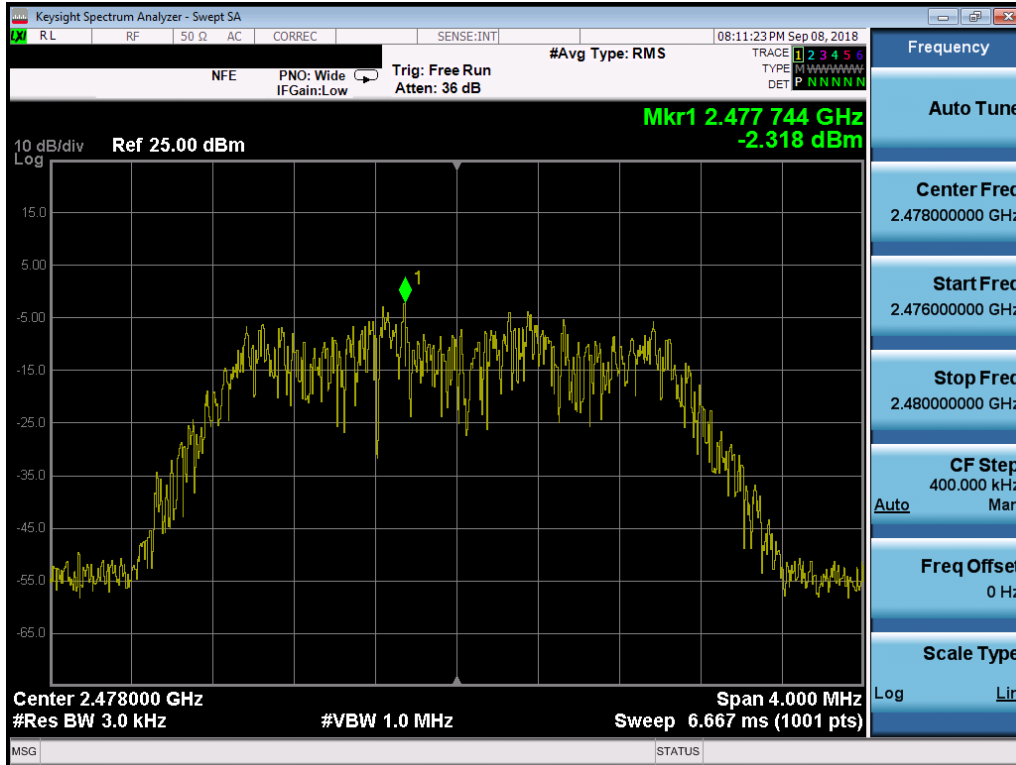 Keysight Spectrum Analyzer - Swept SA
LXI RL RF 50 Ω AC CORREC SENSE:INT 08:11:23 PM Sep 08, 2018
#Avg Type: RMS TRACE 1 2 3 4 5 6
NFE PNO: Wide Trig: Free Run TYPE M WWWWW
IFGain:Low Atten: 36 dB DET P N N N N N
Mkr1 2.477 744 GHz
-2.318 dBm
10 dB/div Ref 25.00 dBm
Log
1
15.0
5.00
-5.00
-15.0
-25.0
-35.0
-45.0
-55.0
-65.0
Center 2.478000 GHz Span 4.000 MHz
#Res BW 3.0 kHz #VBW 1.0 MHz Sweep 6.667 ms (1001 pts)
MSG STATUS
Frequency
Auto Tune
Center Freq
2.478000000 GHz
Start Freq
2.476000000 GHz
Stop Freq
2.480000000 GHz
CF Step
400.000 kHz
Auto Man
Freq Offset
0 Hz
Scale Type
Log Lin